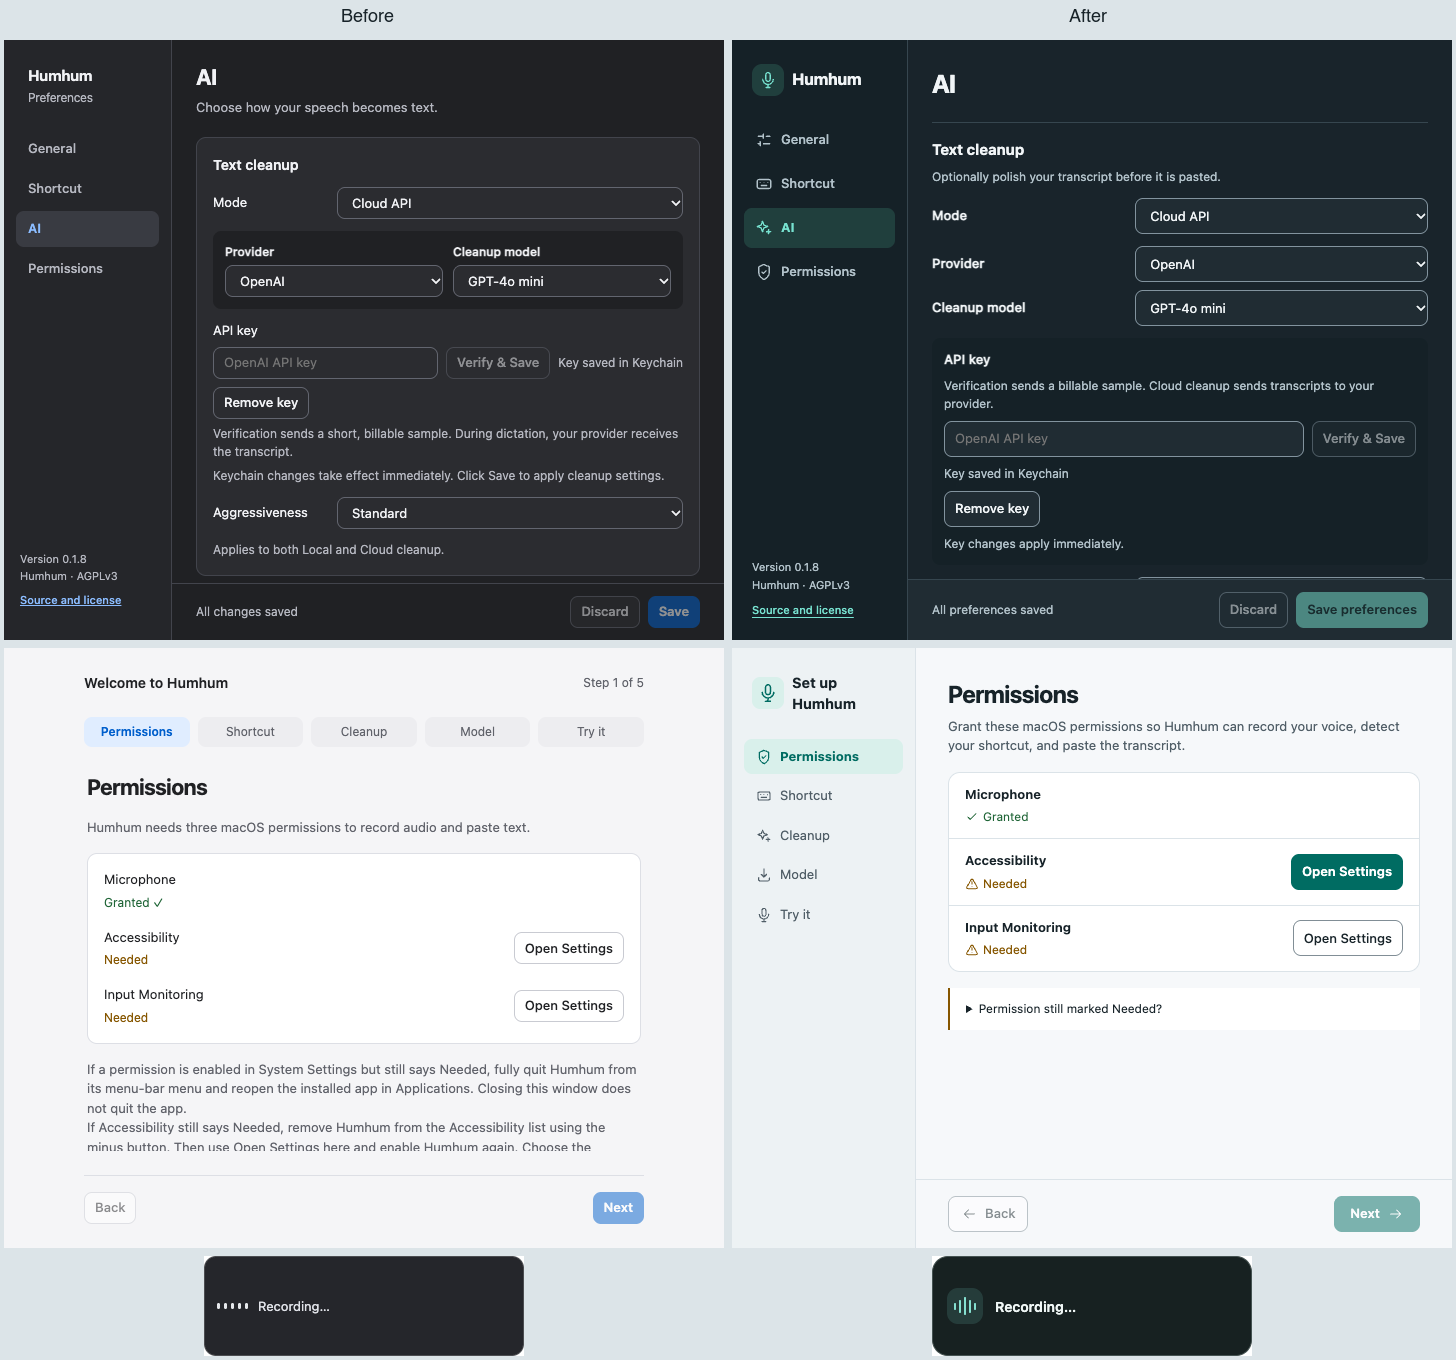 Before
After
Humhum
Preferences
General
Shortcut
AI
Permissions
Version 0.1.8
Humhum · AGPLv3
Source and license
AI
Choose how your speech becomes text.
Text cleanup
Mode
Cloud API
Provider
Cleanup model
OpenAI
GPT-4o mini
API key
OpenAI API key
Verify & Save
Key saved in Keychain
Remove key
Verification sends a short, billable sample. During dictation, your provider receives
the transcript.
Keychain changes take effect immediately. Click Save to apply cleanup settings.
Aggressiveness
Standard
Applies to both Local and Cloud cleanup.
All changes saved
Discard
Save
Humhum
General
Shortcut
AI
Permissions
Version 0.1.8
Humhum · AGPLv3
Source and license
AI
Text cleanup
Optionally polish your transcript before it is pasted.
Mode
Cloud API
Provider
OpenAI
Cleanup model
GPT-4o mini
API key
Verification sends a billable sample. Cloud cleanup sends transcripts to your
provider.
OpenAI API key
Verify & Save
Key saved in Keychain
Remove key
Key changes apply immediately.
All preferences saved
Discard
Save preferences
Welcome to Humhum
Step 1 of 5
Permissions
Shortcut
Cleanup
Model
Try it
Permissions
Humhum needs three macOS permissions to record audio and paste text.
Microphone
Granted ✓
Accessibility
Needed
Open Settings
Input Monitoring
Needed
Open Settings
If a permission is enabled in System Settings but still says Needed, fully quit Humhum from
its menu-bar menu and reopen the installed app in Applications. Closing this window does
not quit the app.
If Accessibility still says Needed, remove Humhum from the Accessibility list using the
minus button. Then use Open Settings here and enable Humhum again. Choose the
Back
Next
Set up
Humhum
Permissions
Shortcut
Cleanup
Model
Try it
Permissions
Grant these macOS permissions so Humhum can record your voice, detect
your shortcut, and paste the transcript.
Microphone
Granted
Accessibility
Needed
Open Settings
Input Monitoring
Needed
Open Settings
Permission still marked Needed?
Back
Next
Recording...
Recording...